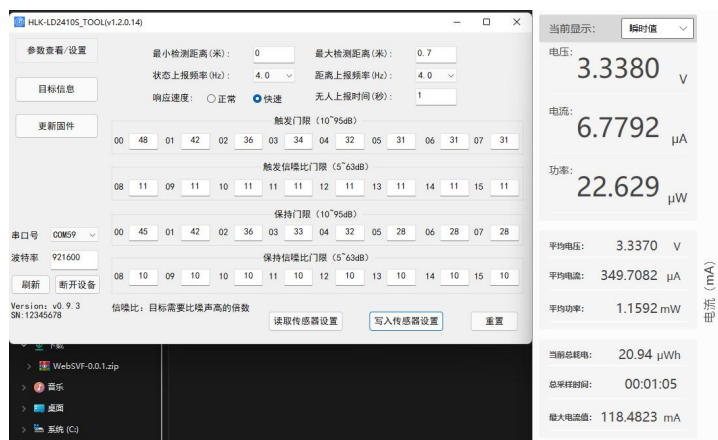 HLK-LD2410S_TOOL(v1.2.0.14)
参数查看/设置
目标信息
更新固件
最小检测距离(米): 0 最大检测距离(米): 0.7
状态上报频率(Hz): 4.0 距离上报频率(Hz): 4.0
响应速度: 正常 快速 无人上报时间(秒): 1
触发门限 (10~95dB)
00 48 01 42 02 36 03 34 04 32 05 31 06 31 07 31
触发信噪比门限 (5~63dB)
08 11 09 11 10 11 11 11 12 11 13 11 14 11 15 11
保持门限 (10~95dB)
00 45 01 42 02 36 03 33 04 32 05 28 06 28 07 28
保持信噪比门限 (5~63dB)
08 10 09 10 10 10 11 10 12 10 13 10 14 10 15 10
串口号 COM59
波特率 921600
刷新 断开设备
Version: v0.9.3
SN:12345678
信噪比: 目标需要比噪声高的倍数
读取传感器设置 写入传感器设置 重置
下载
WebSVF-0.0.1.zip
音乐
桌面
系统 (C:)
当前显示: 瞬时值
电压:
3.3380 V
电流:
6.7792 μA
功率:
22.629 μW
平均电压: 3.3370 V
平均电流: 349.7082 μA
平均功率: 1.1592 mW
当前总耗电: 20.94 μWh
总采样时间: 00:01:05
最大电流值: 118.4823 mA
电流 (mA)